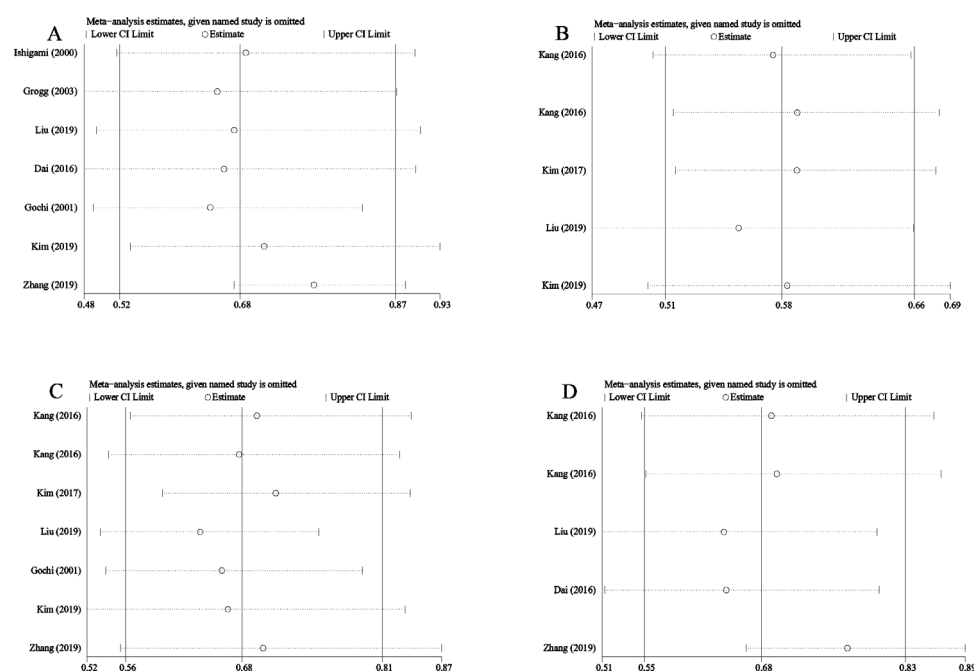 A
Meta−analysis estimates, given named study is omitted
Lower CI Limit Estimate Upper CI Limit
Ishigami (2000)
Grogg (2003)
Liu (2019)
Dai (2016)
Gochi (2001)
Kim (2019)
Zhang (2019)
0.48 0.52 0.68 0.87 0.93
B
Meta−analysis estimates, given named study is omitted
Lower CI Limit Estimate Upper CI Limit
Kang (2016)
Kang (2016)
Kim (2017)
Liu (2019)
Kim (2019)
0.47 0.51 0.58 0.66 0.69
C
Meta−analysis estimates, given named study is omitted
Lower CI Limit Estimate Upper CI Limit
Kang (2016)
Kang (2016)
Kim (2017)
Liu (2019)
Gochi (2001)
Kim (2019)
Zhang (2019)
0.52 0.56 0.68 0.81 0.87
D
Meta−analysis estimates, given named study is omitted
Lower CI Limit Estimate Upper CI Limit
Kang (2016)
Kang (2016)
Liu (2019)
Dai (2016)
Zhang (2019)
0.51 0.55 0.68 0.83 0.89